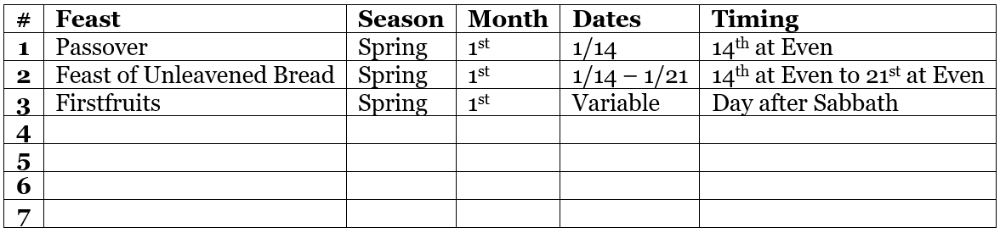 # Feast Season Month Dates Timing
1 Passover Spring 1st 1/14 14th at Even
2 Feast of Unleavened Bread Spring 1st 1/14 – 1/21 14th at Even to 21st at Even
3 Firstfruits Spring 1st Variable Day after Sabbath
4
5
6
7